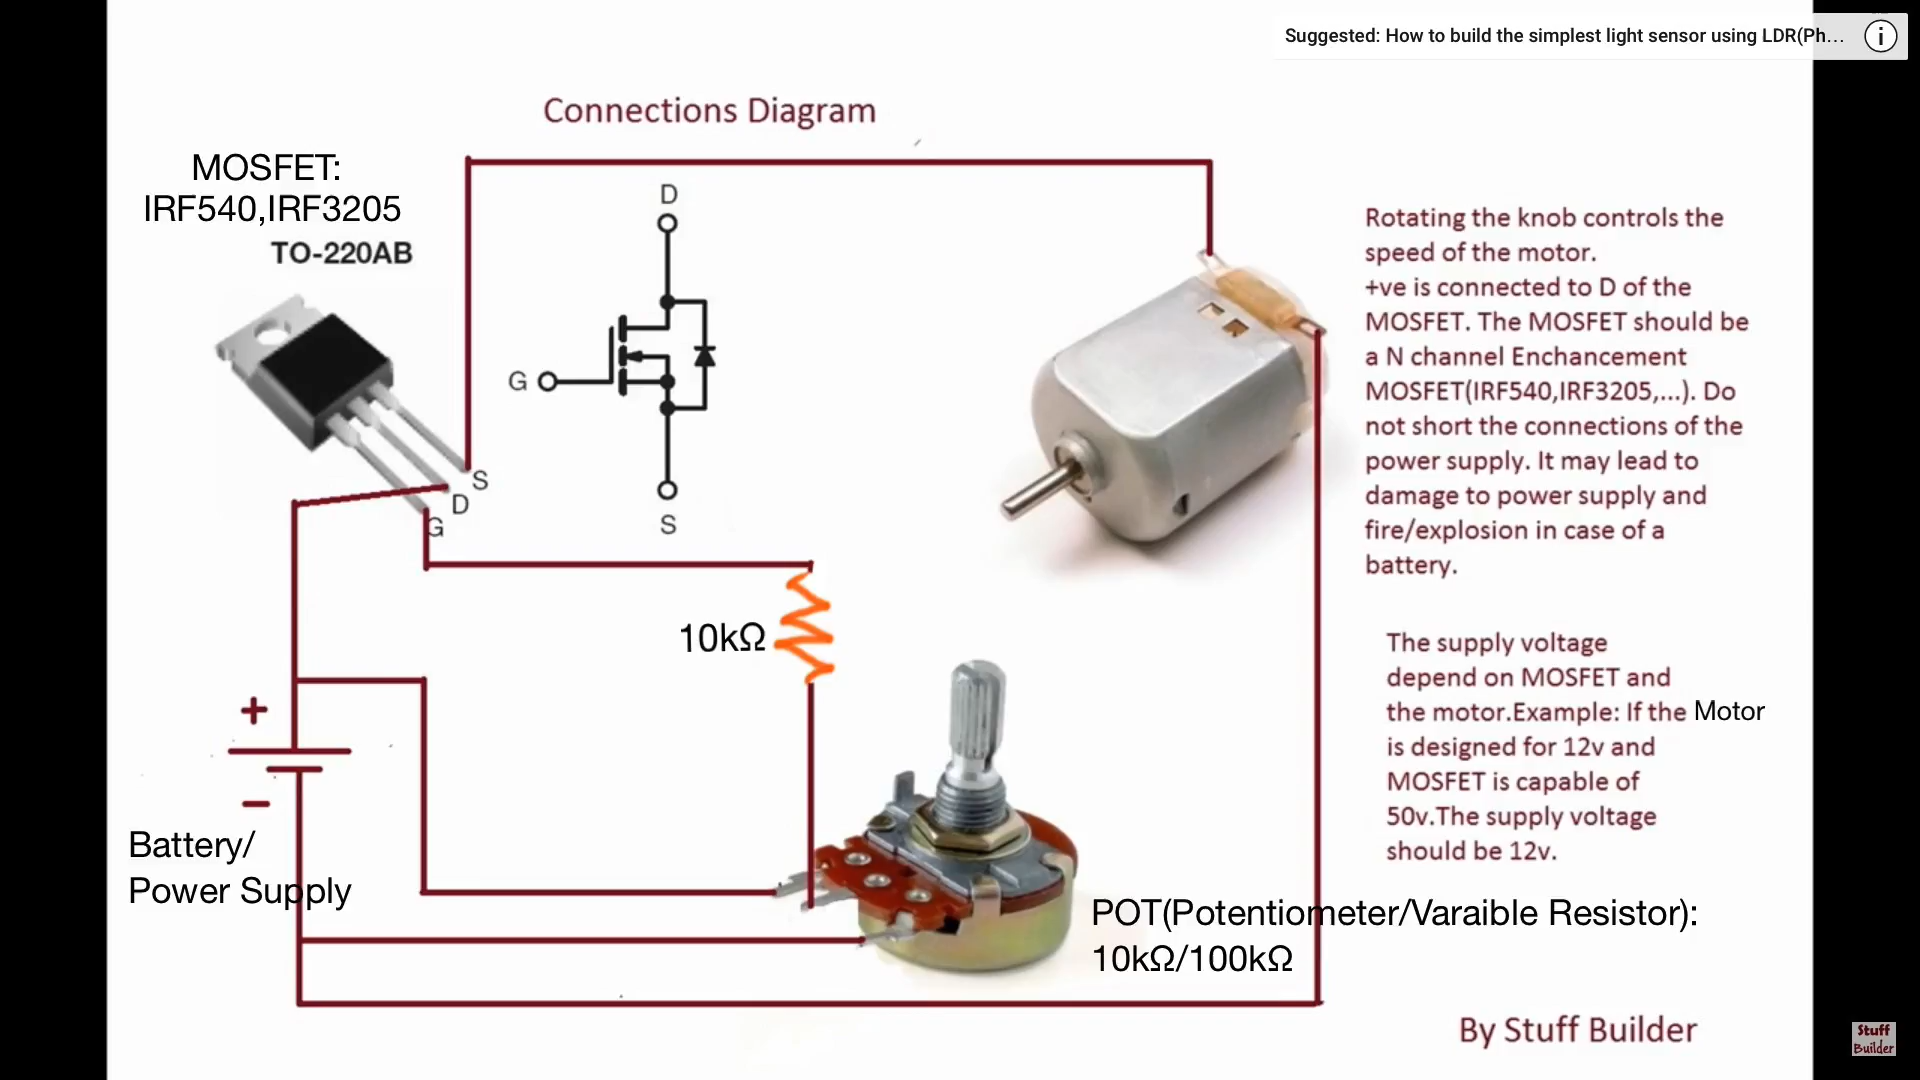 Suggested: How to build the simplest light sensor using LDR(Ph...
i
Connections Diagram
MOSFET:
IRF540,IRF3205
TO-220AB
D
G
S
S
D
G
Rotating the knob controls the
speed of the motor.
+ve is connected to D of the
MOSFET. The MOSFET should be
a N channel Enchancement
MOSFET(IRF540,IRF3205,...). Do
not short the connections of the
power supply. It may lead to
damage to power supply and
fire/explosion in case of a
battery.
10kΩ
The supply voltage
depend on MOSFET and
the motor.Example: If the Motor
is designed for 12v and
MOSFET is capable of
50v.The supply voltage
should be 12v.
+
−
Battery/
Power Supply
POT(Potentiometer/Varaible Resistor):
10kΩ/100kΩ
By Stuff Builder
Stuff
Builder